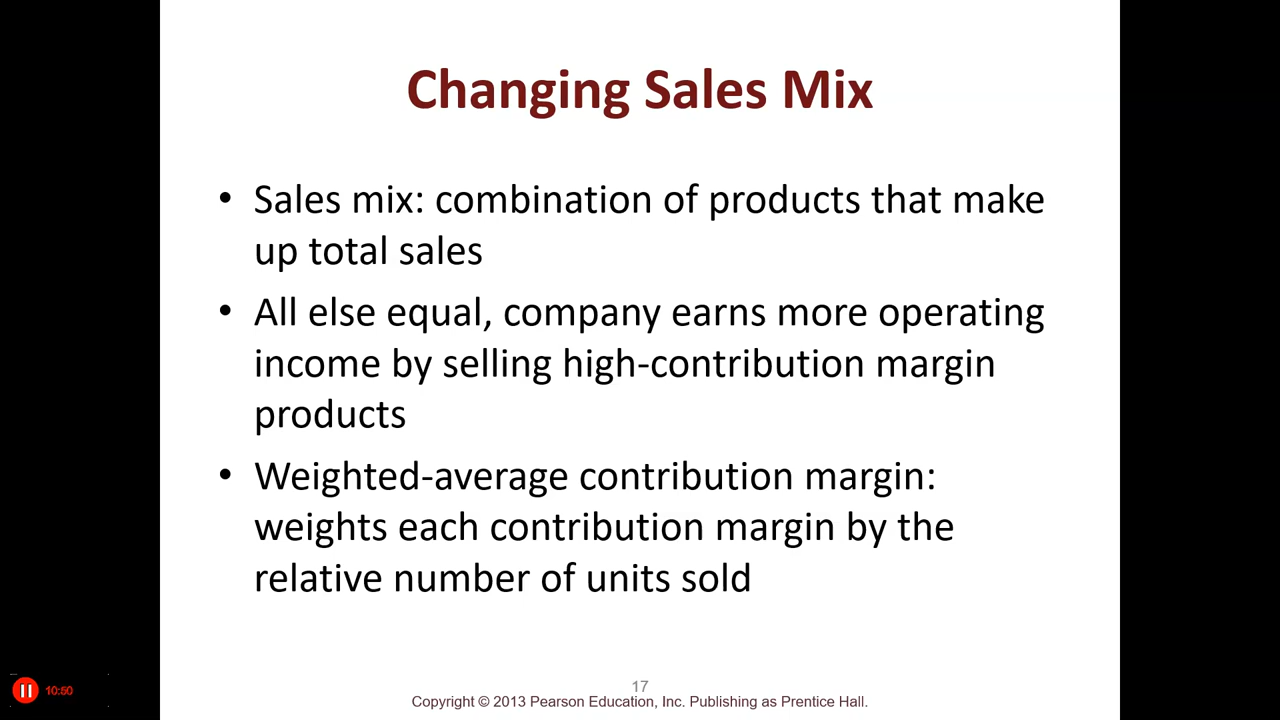 Changing Sales Mix
• Sales mix: combination of products that make
up total sales
• All else equal, company earns more operating
income by selling high-contribution margin
products
• Weighted-average contribution margin:
weights each contribution margin by the
relative number of units sold
17
Copyright © 2013 Pearson Education, Inc. Publishing as Prentice Hall.
10:50